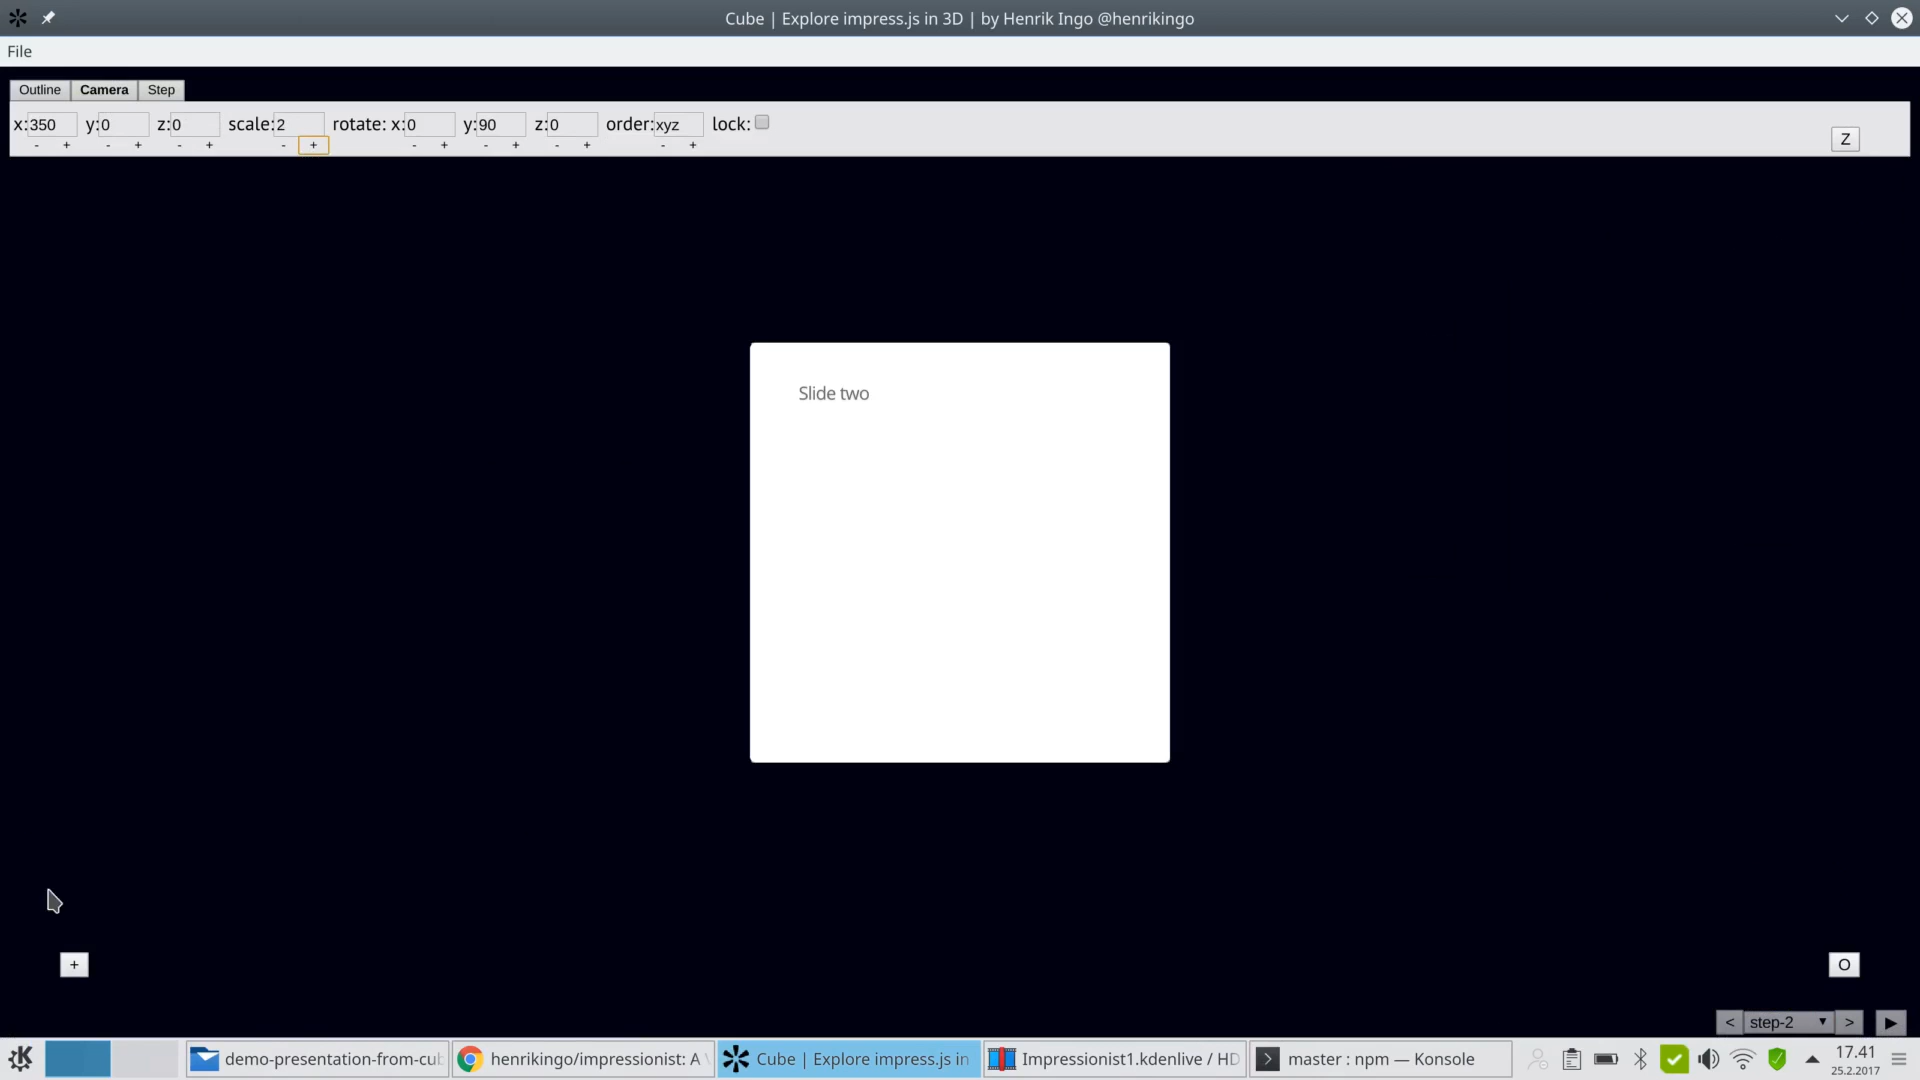 Cube | Explore impress.js in 3D | by Henrik Ingo @henrikingo
File
Outline Camera Step
x:350 y:0 z:0 scale:2 rotate: x:0 y:90 z:0 order:xyz lock:
- + - + - + - + - + - + - + - +
Z
Slide two
+
O
< step-2 ▼ > ▶
demo-presentation-from-cub
henrikingo/impressionist: A
Cube | Explore impress.js in
Impressionist1.kdenlive / HD
master : npm — Konsole
17.41
25.2.2017